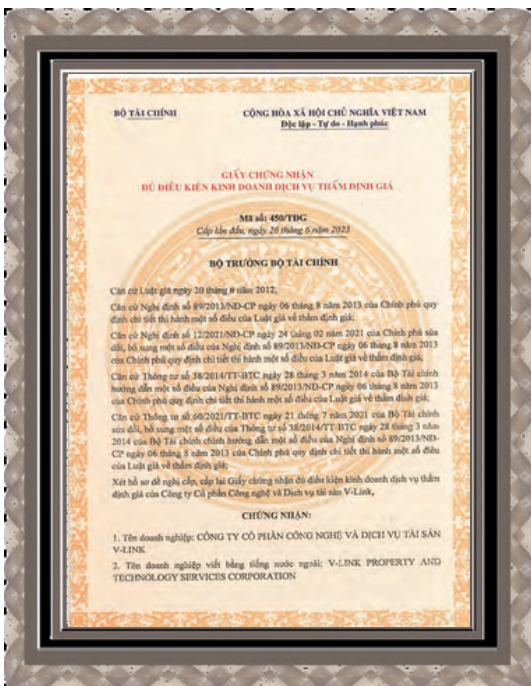 BỘ TÀI CHÍNH
CỘNG HÒA XÃ HỘI CHỦ NGHĨA VIỆT NAM
Độc lập - Tự do - Hạnh phúc
GIẤY CHỨNG NHẬN
ĐỦ ĐIỀU KIỆN KINH DOANH DỊCH VỤ THẨM ĐỊNH GIÁ
Mã số: 450/TĐG
Cấp lần đầu, ngày 26 tháng 6 năm 2023
BỘ TRƯỞNG BỘ TÀI CHÍNH
Căn cứ Luật giá ngày 20 tháng 6 năm 2012;
Căn cứ Nghị định số 89/2013/NĐ-CP ngày 06 tháng 8 năm 2013 của Chính phủ quy
định chi tiết thi hành một số điều của Luật giá về thẩm định giá;
Căn cứ Nghị định số 12/2021/NĐ-CP ngày 24 tháng 02 năm 2021 của Chính phủ sửa
đổi, bổ sung một số điều của Nghị định số 89/2013/NĐ-CP ngày 06 tháng 8 năm 2013
của Chính phủ quy định chi tiết thi hành một số điều của Luật giá về thẩm định giá;
Căn cứ Thông tư số 38/2014/TT-BTC ngày 28 tháng 3 năm 2014 của Bộ Tài chính
hướng dẫn một số điều của Nghị định số 89/2013/NĐ-CP ngày 06 tháng 8 năm 2013
của Chính phủ quy định chi tiết thi hành một số điều của Luật giá về thẩm định giá;
Căn cứ Thông tư số 60/2021/TT-BTC ngày 21 tháng 7 năm 2021 của Bộ Tài chính
sửa đổi, bổ sung một số điều của Thông tư số 38/2014/TT-BTC ngày 28 tháng 3 năm
2014 của Bộ Tài chính chính hướng dẫn một số điều của Nghị định số 89/2013/NĐ-
CP ngày 06 tháng 8 năm 2013 của Chính phủ quy định chi tiết thi hành một số điều
của Luật giá về thẩm định giá;
Xét hồ sơ đề nghị cấp, cấp lại Giấy chứng nhận đủ điều kiện kinh doanh dịch vụ thẩm
định giá của Công ty Cổ phần Công nghệ và Dịch vụ tài sản V-Link,
CHỨNG NHẬN:
1. Tên doanh nghiệp: CÔNG TY CỔ PHẦN CÔNG NGHỆ VÀ DỊCH VỤ TÀI SẢN
V-LINK
2. Tên doanh nghiệp viết bằng tiếng nước ngoài: V-LINK PROPERTY AND
TECHNOLOGY SERVICES CORPORATION